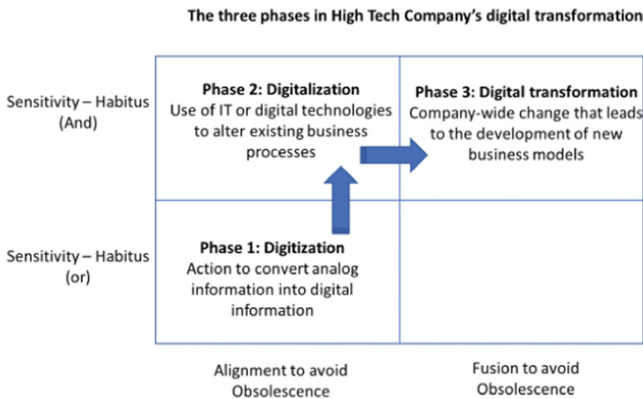 The three phases in High Tech Company's digital transformation
Sensitivity – Habitus
(And)
Phase 2: Digitalization
Use of IT or digital technologies
to alter existing business
processes
Phase 3: Digital transformation
Company-wide change that leads
to the development of new
business models
Sensitivity – Habitus
(or)
Phase 1: Digitization
Action to convert analog
information into digital
information
Alignment to avoid
Obsolescence
Fusion to avoid
Obsolescence